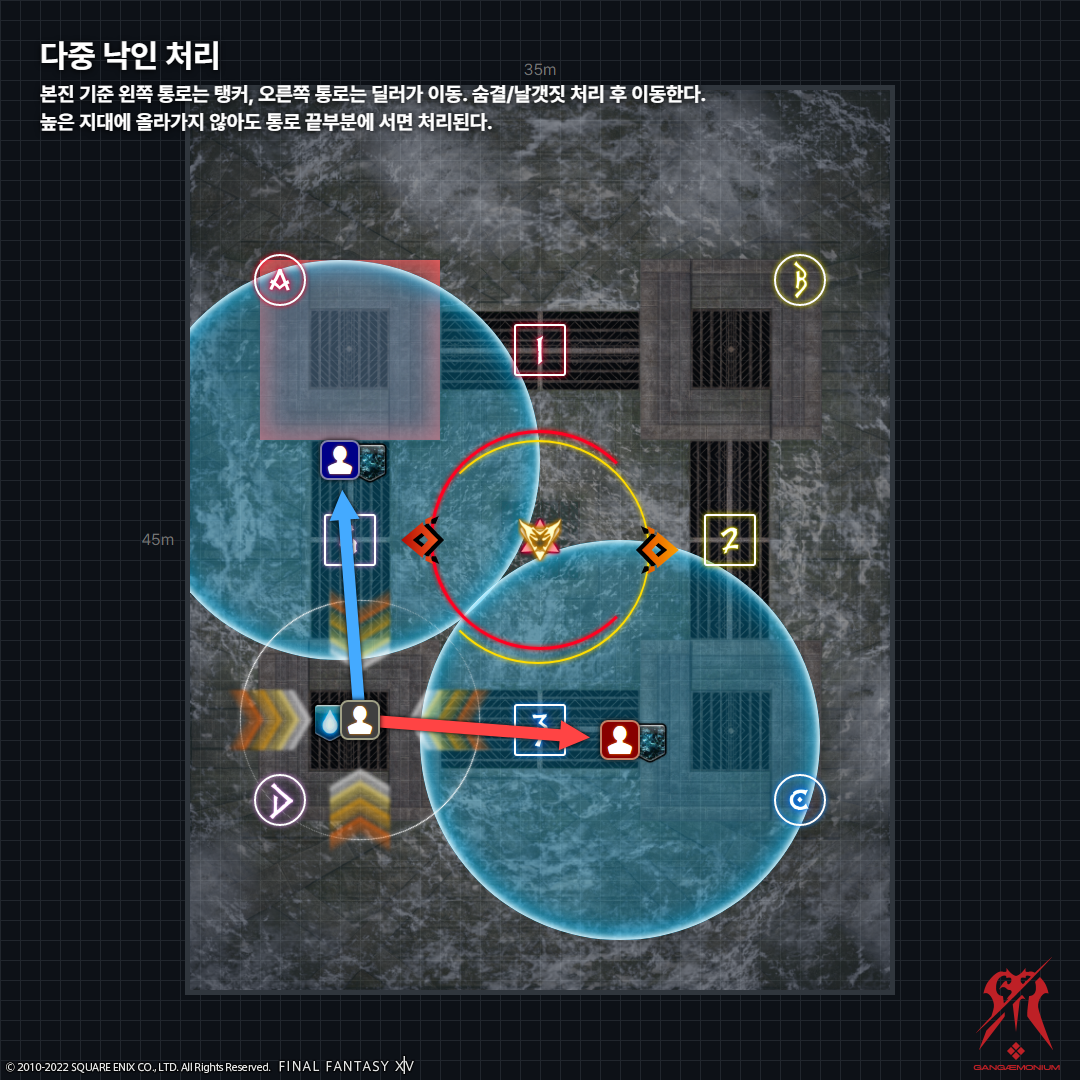 다중 낙인 처리
35m
본진 기준 왼쪽 통로는 탱커, 오른쪽 통로는 딜러가 이동. 숨결/날갯짓 처리 후 이동한다.
높은 지대에 올라가지 않아도 통로 끝부분에 서면 처리된다.
A
B
1
45m
2
3
D
C
GANGÆMONIUM
© 2010-2022 SQUARE ENIX CO., LTD. All Rights Reserved. FINAL FANTASY XIV